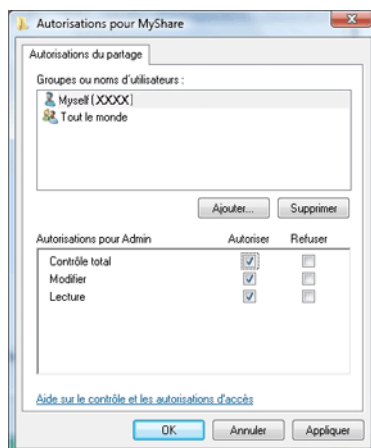 Autorisations pour MyShare
Autorisations du partage
Groupes ou noms d'utilisateurs :
Myself (XXXX)
Tout le monde
Ajouter... Supprimer
Autorisations pour Admin Autoriser Refuser
Contrôle total
Modifier
Lecture
Aide sur le contrôle et les autorisations d'accès
OK Annuler Appliquer